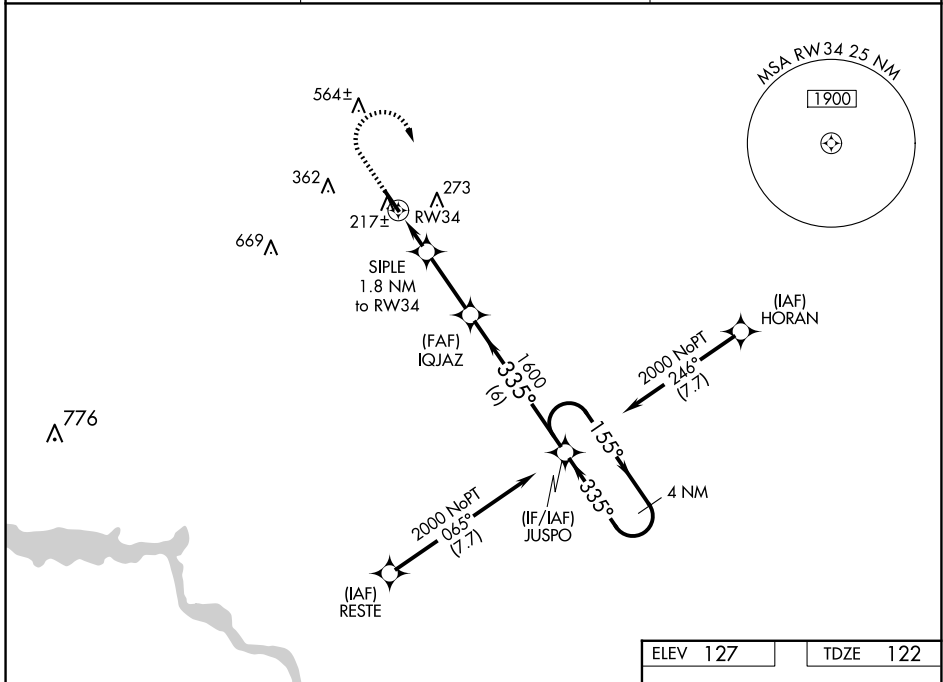 MSA RW34 25 NM
1900
564±
362
273
217±
RW34
669
SIPLE
1.8 NM
to RW34
(IAF)
HORAN
(FAF)
IQJAZ
2000 NoPT
246°
(7.7)
1600
335°
(6)
776
155°
4 NM
335°
2000 NoPT
065°
(7.7)
(IF/IAF)
JUSPO
(IAF)
RESTE
ELEV 127
TDZE 122